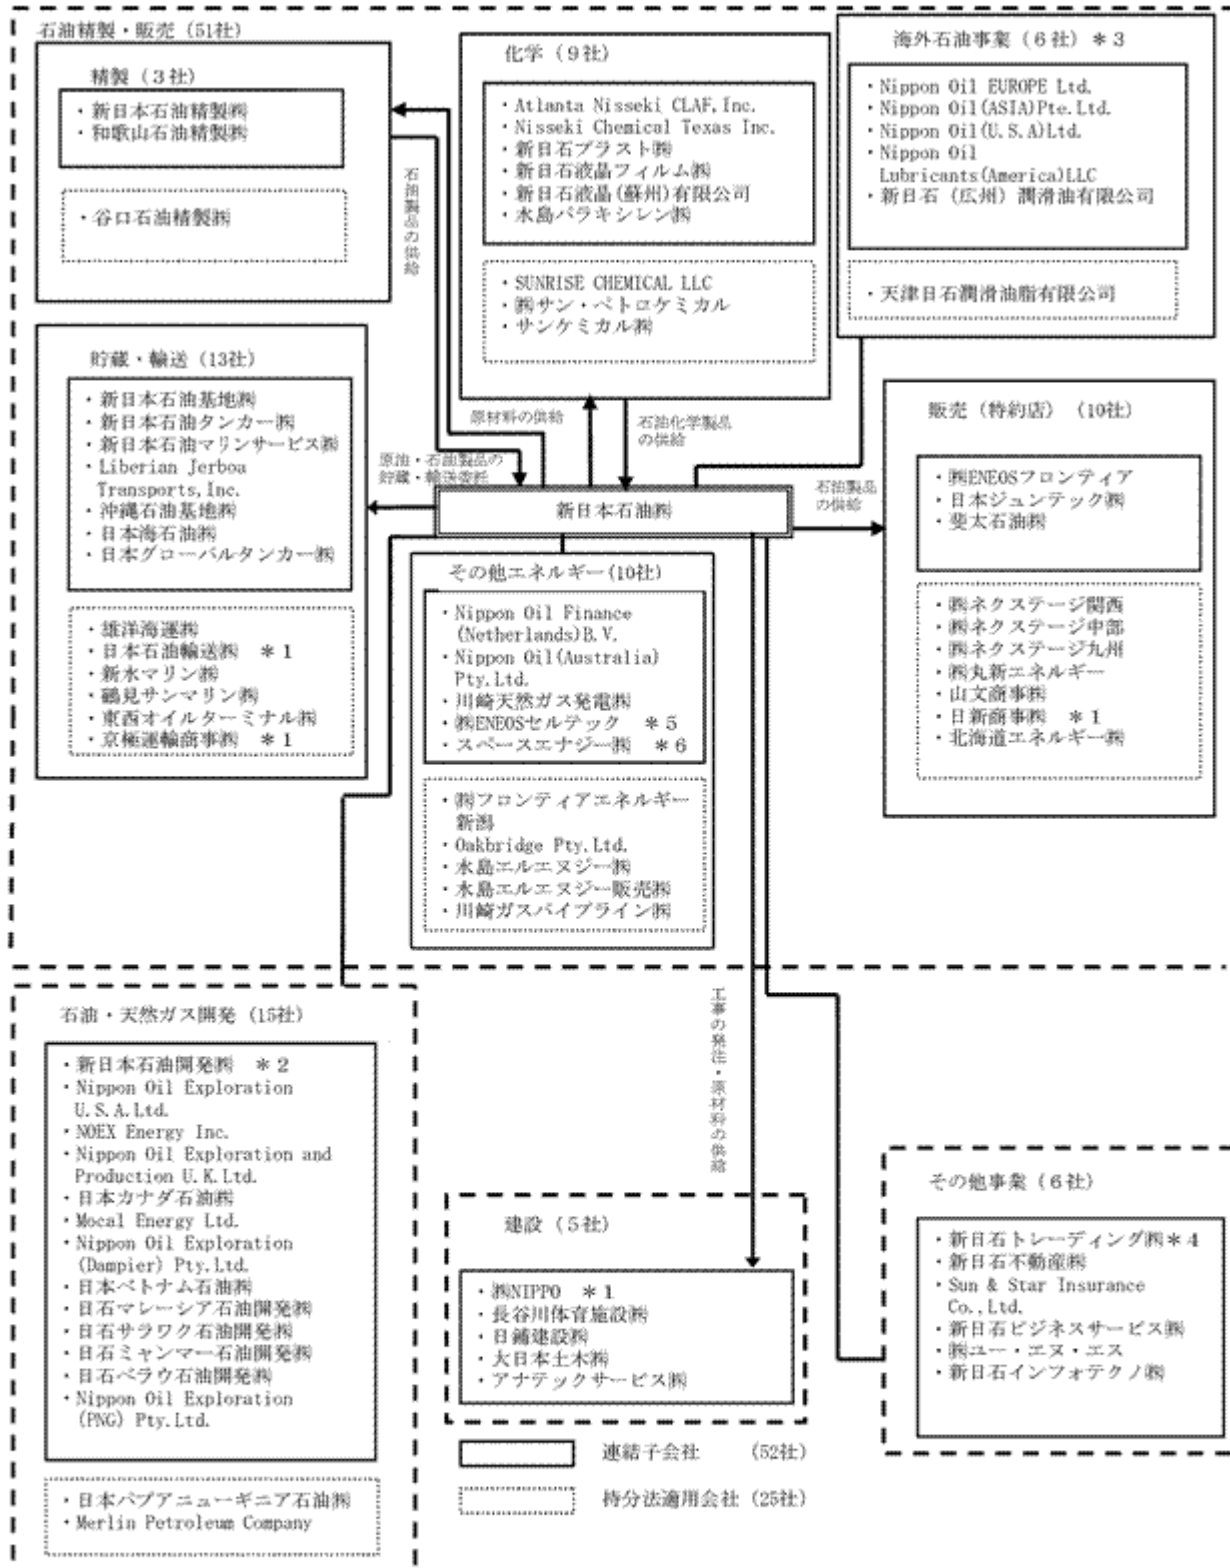 石油精製・販売 (51社)
精製 (3社)
・新日本石油精製㈱
・和歌山石油精製㈱
・谷口石油精製㈱
石油製品の供給
化学 (9社)
・Atlanta Nisseki CLAF, Inc.
・Nisseki Chemical Texas Inc.
・新日石プラスト㈱
・新日石液晶フィルム㈱
・新日石液晶(蘇州)有限公司
・水島パラキシレン㈱
・SUNRISE CHEMICAL LLC
・㈱サン・ペトロケミカル
・サンケミカル㈱
海外石油事業 (6社) *3
・Nippon Oil EUROPE Ltd.
・Nippon Oil(ASIA)Pte.Ltd.
・Nippon Oil(U.S.A)Ltd.
・Nippon Oil
Lubricants(America)LLC
・新日石 (広州) 潤滑油有限公司
・天津日石潤滑油脂有限公司
貯蔵・輸送 (13社)
・新日本石油基地㈱
・新日本石油タンカー㈱
・新日本石油マリンサービス㈱
・Liberian Jerboa
Transports,Inc.
・沖縄石油基地㈱
・日本海石油㈱
・日本グローバルタンカー㈱
・雄洋海運㈱
・日本石油輸送㈱ *1
・新水マリン㈱
・鶴見サンマリン㈱
・東西オイルターミナル㈱
・京極運輸商事㈱ *1
原材料の供給
石油化学製品
の供給
原油・石油製品の
貯蔵・輸送委託
新日本石油㈱
石油製品
の供給
販売 (特約店) (10社)
・㈱ENEOSフロンティア
・日本ジュンテック㈱
・斐太石油㈱
・㈱ネクステージ関西
・㈱ネクステージ中部
・㈱ネクステージ九州
・㈱丸新エネルギー
・山文商事㈱
・日新商事㈱ *1
・北海道エネルギー㈱
その他エネルギー(10社)
・Nippon Oil Finance
(Netherlands)B.V.
・Nippon Oil(Australia)
Pty.Ltd.
・川崎天然ガス発電㈱
・㈱ENEOSセルテック *5
・スペースエナジー㈱ *6
・㈱フロンティアエネルギー
新潟
・Oakbridge Pty.Ltd.
・水島エルエヌジー㈱
・水島エルエヌジー販売㈱
・川崎ガスパイプライン㈱
石油・天然ガス開発 (15社)
・新日本石油開発㈱ *2
・Nippon Oil Exploration
U.S.A.Ltd.
・NOEX Energy Inc.
・Nippon Oil Exploration and
Production U.K.Ltd.
・日本カナダ石油㈱
・Mocal Energy Ltd.
・Nippon Oil Exploration
(Dampier) Pty.Ltd.
・日本ベトナム石油㈱
・日石マレーシア石油開発㈱
・日石サラワク石油開発㈱
・日石ミャンマー石油開発㈱
・日石ベラウ石油開発㈱
・Nippon Oil Exploration
(PNG) Pty.Ltd.
・日本パプアニューギニア石油㈱
・Merlin Petroleum Company
工事の発注・原材料の供給
建設 (5社)
・㈱NIPPO *1
・長谷川体育施設㈱
・日鋪建設㈱
・大日本土木㈱
・アナテックサービス㈱
その他事業 (6社)
・新日石トレーディング㈱*4
・新日石不動産㈱
・Sun & Star Insurance
Co.,Ltd.
・新日石ビジネスサービス㈱
・㈱ユー・エヌ・エス
・新日石インフォテクノ㈱
連結子会社 (52社)
持分法適用会社 (25社)